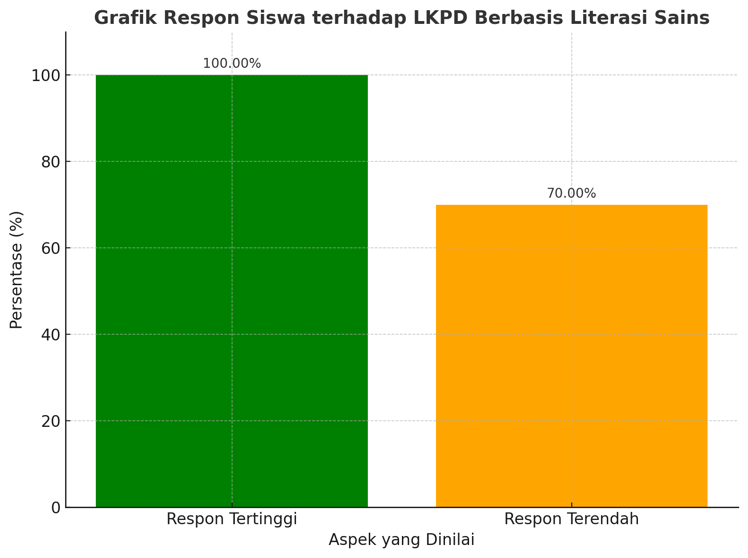 Grafik Respon Siswa terhadap LKPD Berbasis Literasi Sains
100.00%
70.00%
Persentase (%)
100
80
60
40
20
0
Respon Tertinggi
Respon Terendah
Aspek yang Dinilai